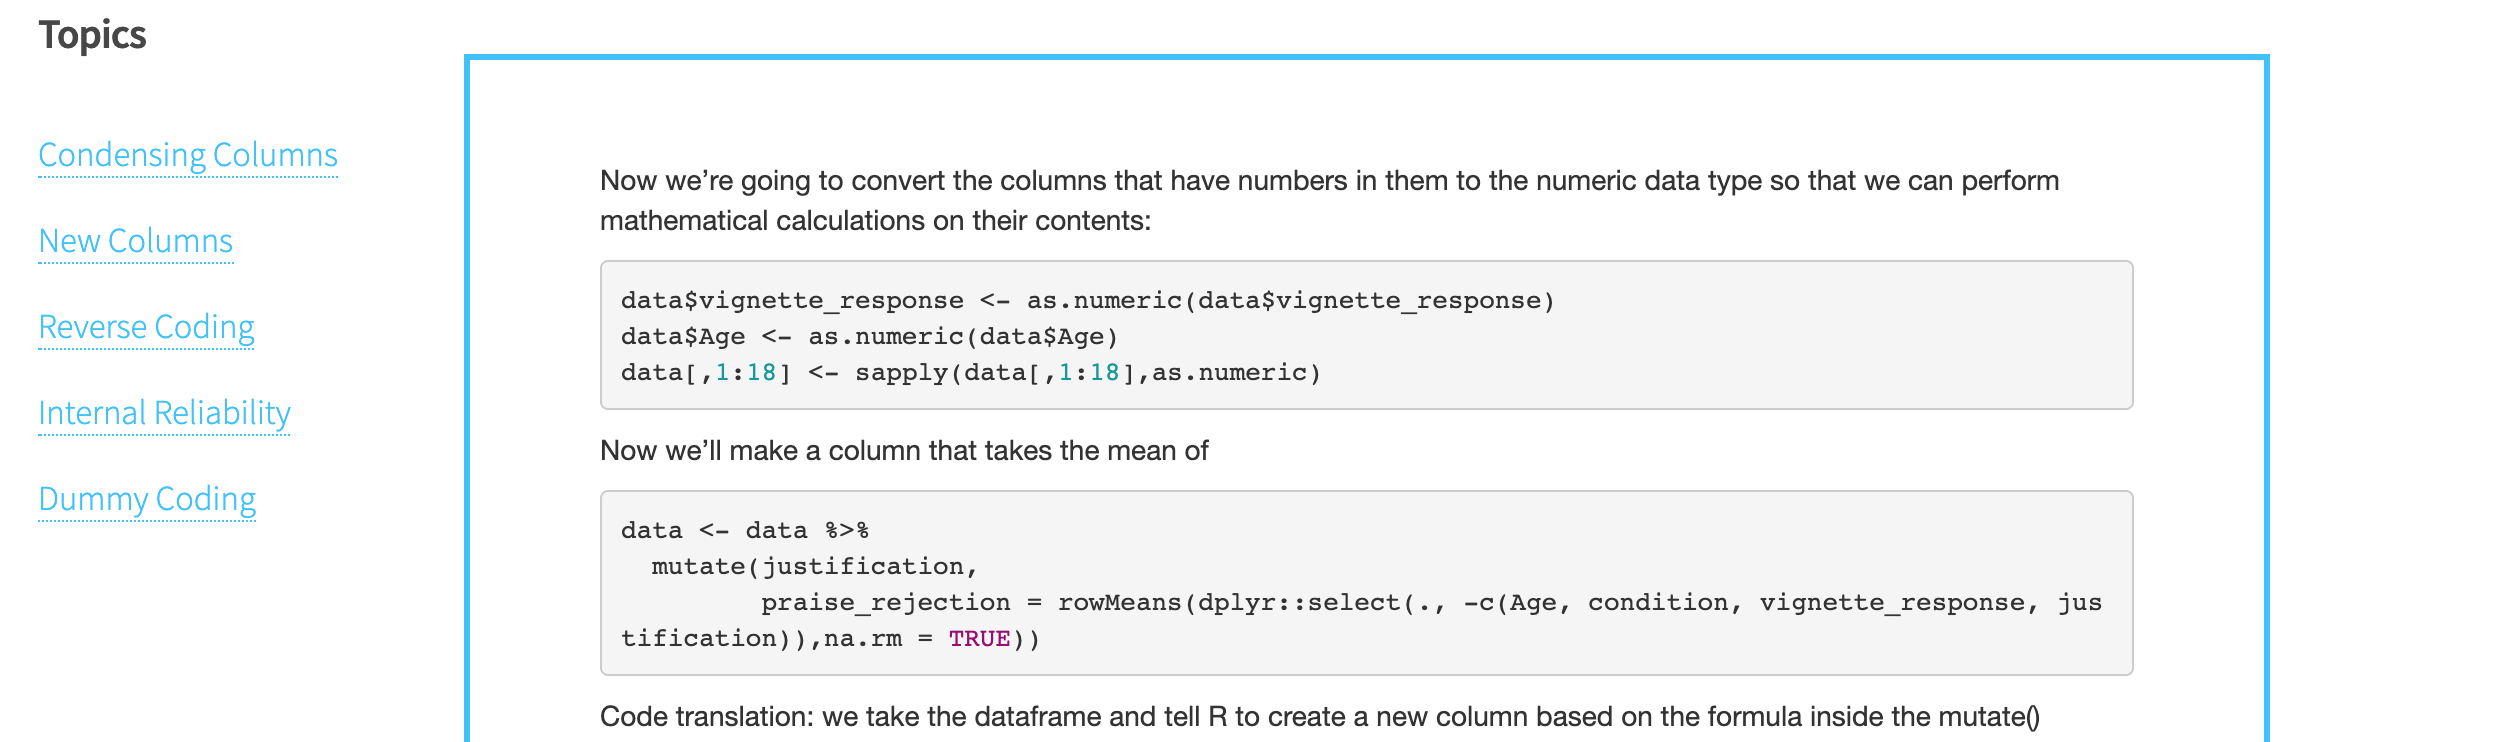 Topics
Condensing Columns
New Columns
Reverse Coding
Internal Reliability
Dummy Coding
Now we’re going to convert the columns that have numbers in them to the numeric data type so that we can perform
mathematical calculations on their contents:
data$vignette_response <- as.numeric(data$vignette_response)
data$Age <- as.numeric(data$Age)
data[,1:18] <- sapply(data[,1:18],as.numeric)
Now we’ll make a column that takes the mean of
data <- data %>%
  mutate(justification,
         praise_rejection = rowMeans(dplyr::select(., -c(Age, condition, vignette_response, jus
tification)),na.rm = TRUE))
Code translation: we take the dataframe and tell R to create a new column based on the formula inside the mutate()